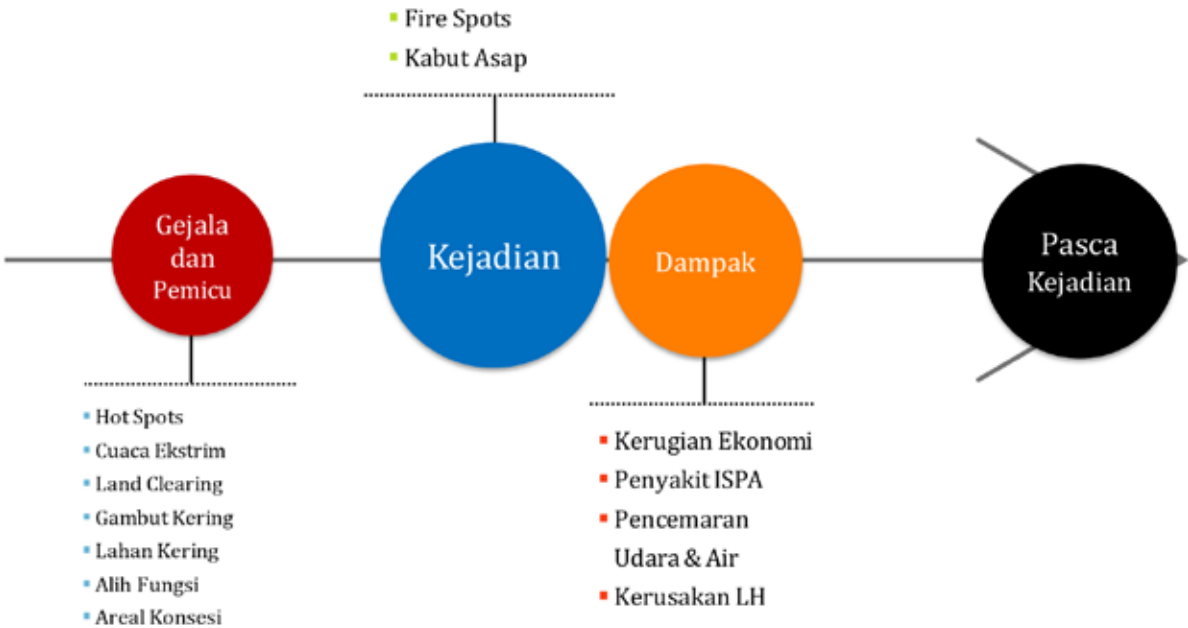 Fire Spots
Kabut Asap
Gejala
dan
Pemicu
Kejadian
Dampak
Pasca
Kejadian
Hot Spots
Cuaca Ekstrim
Land Clearing
Gambut Kering
Lahan Kering
Alih Fungsi
Areal Konsesi
Kerugian Ekonomi
Penyakit ISPA
Pencemaran
Udara & Air
Kerusakan LH